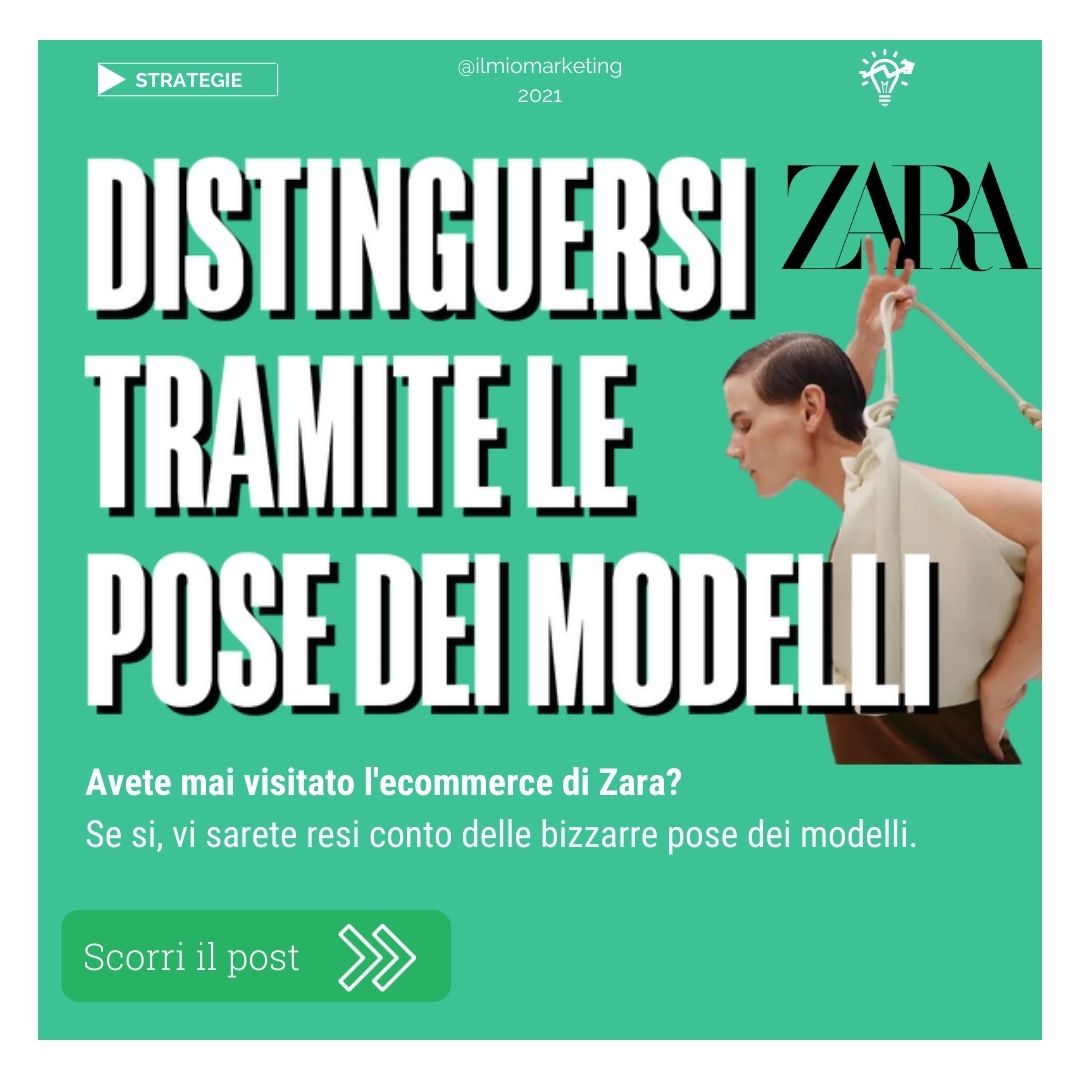 STRATEGIE
@ilmiomarketing
2021
DISTINGUERSI
ZARA
TRAMITE LE
POSE DEI MODELLI
Avete mai visitato l'ecommerce di Zara?
Se si, vi sarete resi conto delle bizzarre pose dei modelli.
Scorri il post